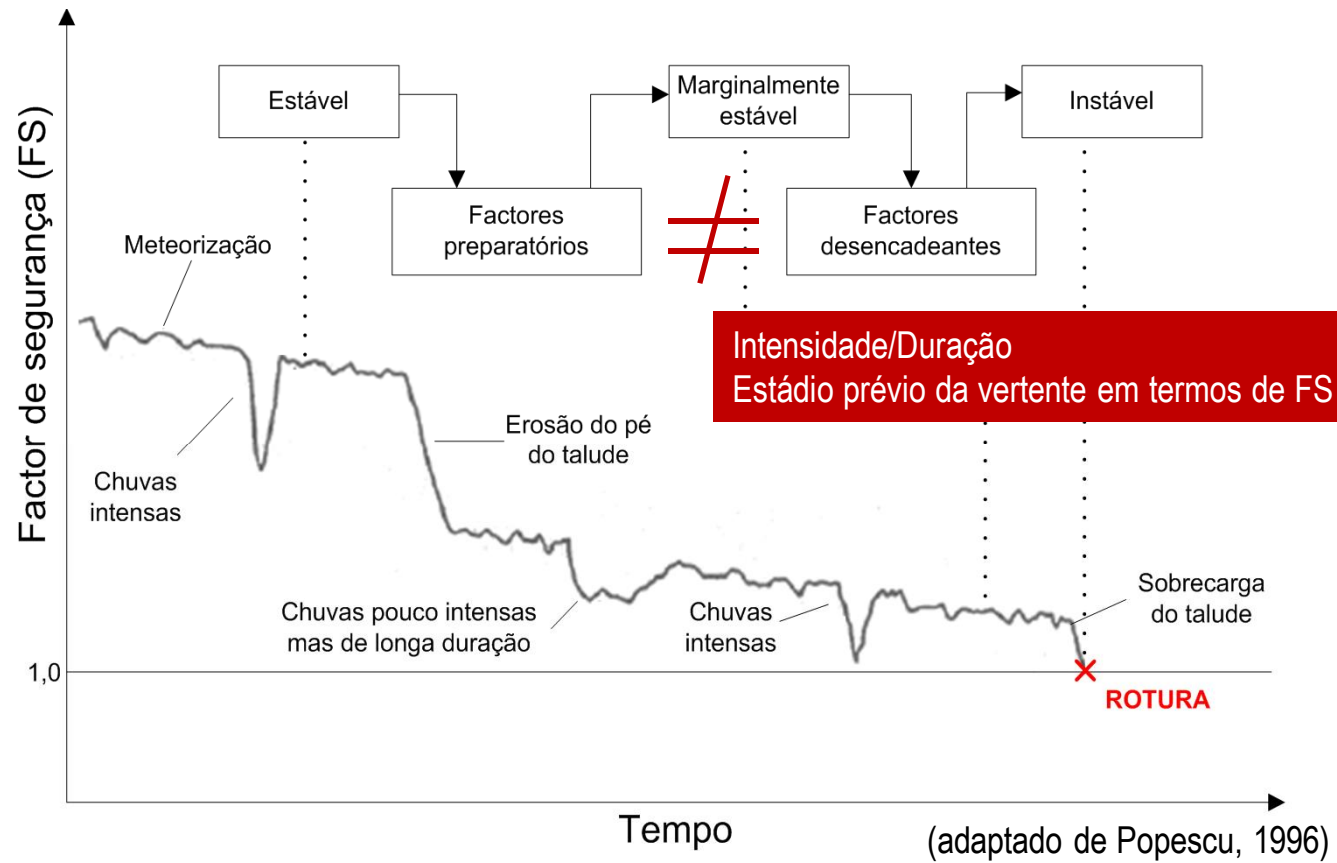 Factor de segurança (FS)
Estável
Marginalmente
estável
Instável
Factores
preparatórios
Factores
desencadeantes
Meteorização
Intensidade/Duração
Estádio prévio da vertente em termos de FS
Erosão do pé
do talude
Chuvas
intensas
Chuvas pouco intensas
mas de longa duração
Chuvas
intensas
Sobrecarga
do talude
1,0
ROTURA
Tempo
(adaptado de Popescu, 1996)